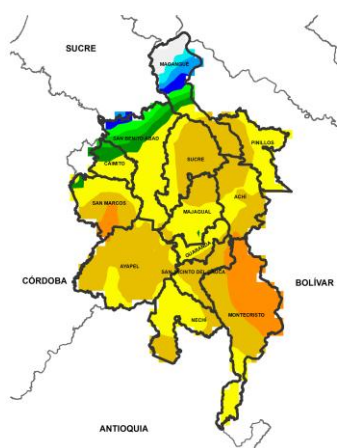 SUCRE
MAGANGUE
SAN BENITO ABAD
CAIMITO
SUCRE
PINILLOS
SAN MARCOS
ACHÍ
MAJAGUAL
GUARANDA
AYAPEL
SAN JACINTO DEL CAUCA
CÓRDOBA
BOLÍVAR
MONTECRISTO
NECHÍ
ANTIOQUIA